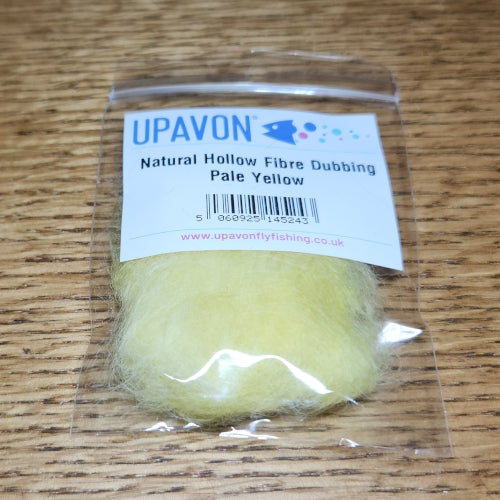 UPAVON®
Natural Hollow Fibre Dubbing
Pale Yellow
5 060925 145243
www.upavonflyfishing.co.uk